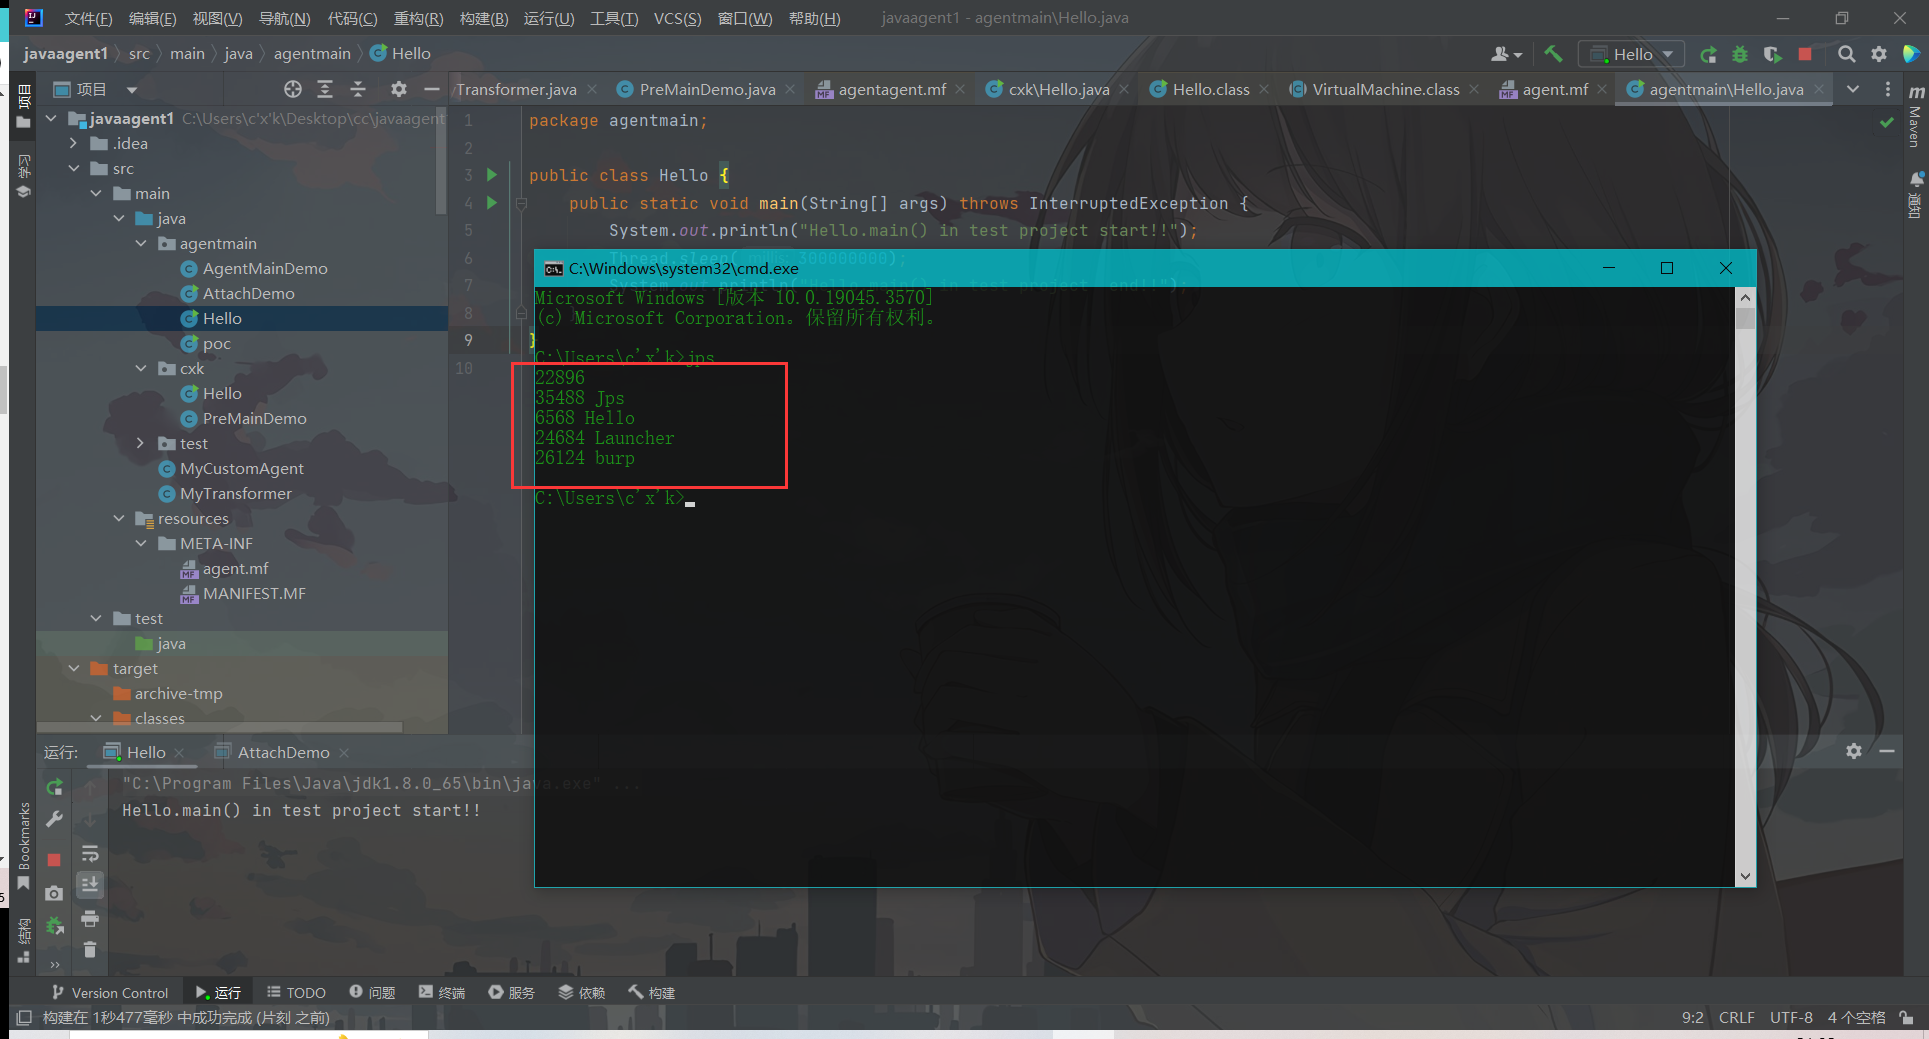 文件(F) 编辑(E) 视图(V) 导航(N) 代码(C) 重构(R) 构建(B) 运行(U) 工具(T) VCS(S) 窗口(W) 帮助(H) javaagent1 - agentmain\Hello.java
javaagent1 src main java agentmain Hello
Hello
项目
/Transformer.java PreMainDemo.java agentagent.mf cxk\Hello.java Hello.class VirtualMachine.class agent.mf agentmain\Hello.java
项目
学习
Bookmarks
结构
Maven
通知
javaagent1 C:\Users\c'x'k\Desktop\cc\javaagent
.idea
src
main
java
agentmain
AgentMainDemo
AttachDemo
Hello
poc
cxk
Hello
PreMainDemo
test
MyCustomAgent
MyTransformer
resources
META-INF
agent.mf
MANIFEST.MF
test
java
target
archive-tmp
classes
1 package agentmain;
2
3 public class Hello {
4 public static void main(String[] args) throws InterruptedException {
5 System.out.println("Hello.main() in test project start!!");
6 Thread.sleep( millis: 300000000);
7 System.out.println("Hello.main() in test project  end!!");
8 }
9 }
10
C:\Windows\system32\cmd.exe
Microsoft Windows [版本 10.0.19045.3570]
(c) Microsoft Corporation。保留所有权利。
C:\Users\c'x'k>jps
22896
35488 Jps
6568 Hello
24684 Launcher
26124 burp
C:\Users\c'x'k>
运行: Hello AttachDemo
"C:\Program Files\Java\jdk1.8.0_65\bin\java.exe" ...
Hello.main() in test project start!!
Version Control 运行 TODO 问题 终端 服务 依赖 构建
构建在 1秒477毫秒 中成功完成 (片刻 之前)
9:2 CRLF UTF-8 4 个空格